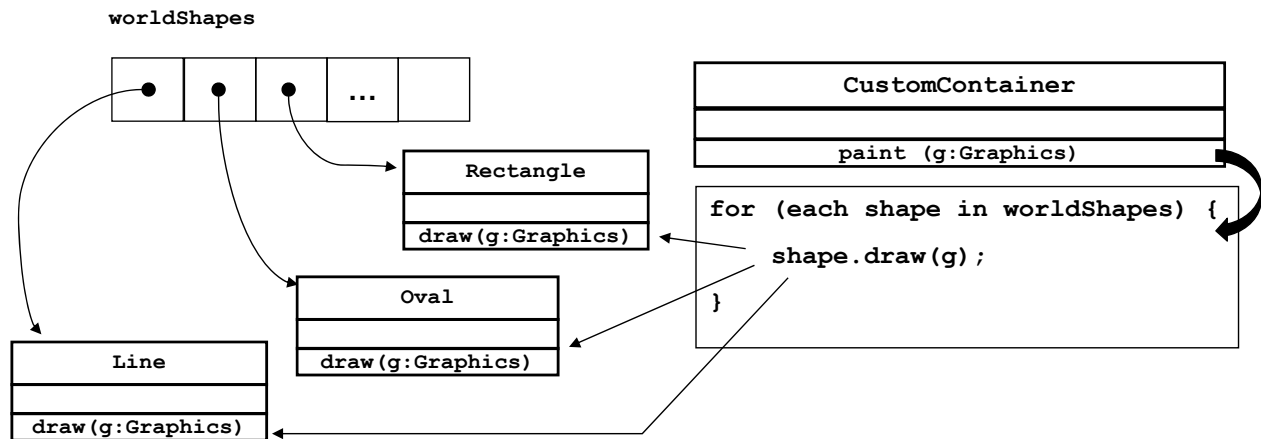 worldShapes
...
CustomContainer
paint (g:Graphics)
Rectangle
draw(g:Graphics)
for (each shape in worldShapes) {
shape.draw(g);
}
Oval
draw(g:Graphics)
Line
draw(g:Graphics)